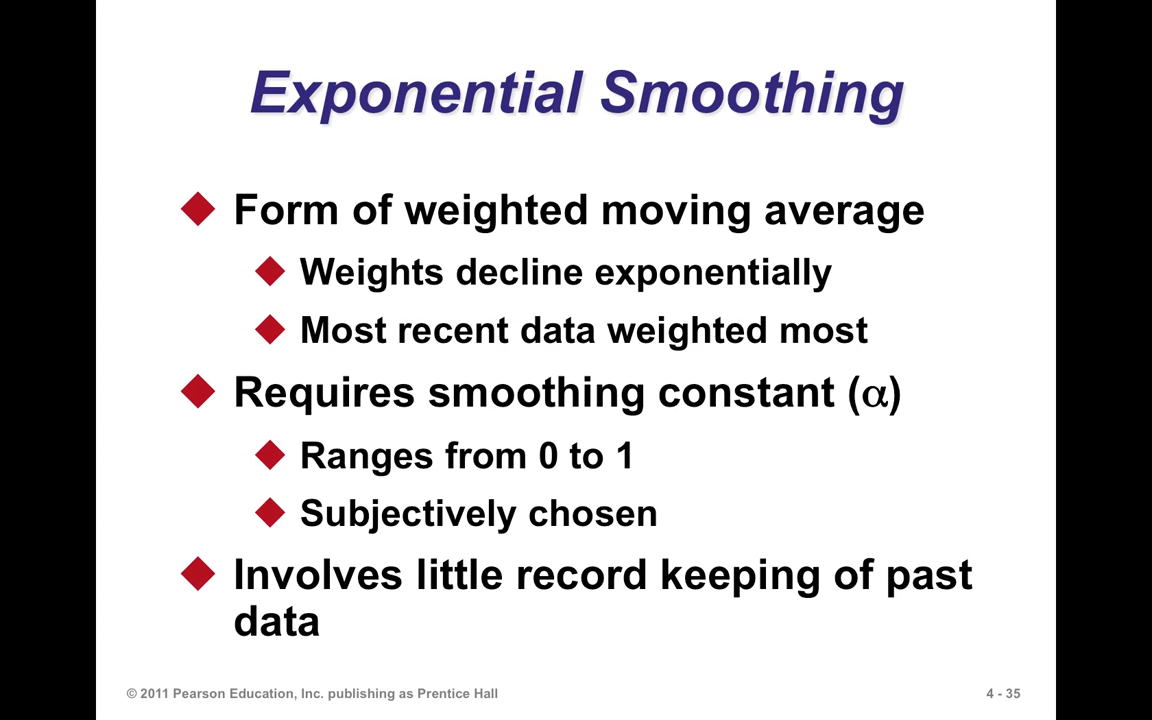 Exponential Smoothing
Form of weighted moving average
Weights decline exponentially
Most recent data weighted most
Requires smoothing constant (α)
Ranges from 0 to 1
Subjectively chosen
Involves little record keeping of past
data
© 2011 Pearson Education, Inc. publishing as Prentice Hall
4 - 35